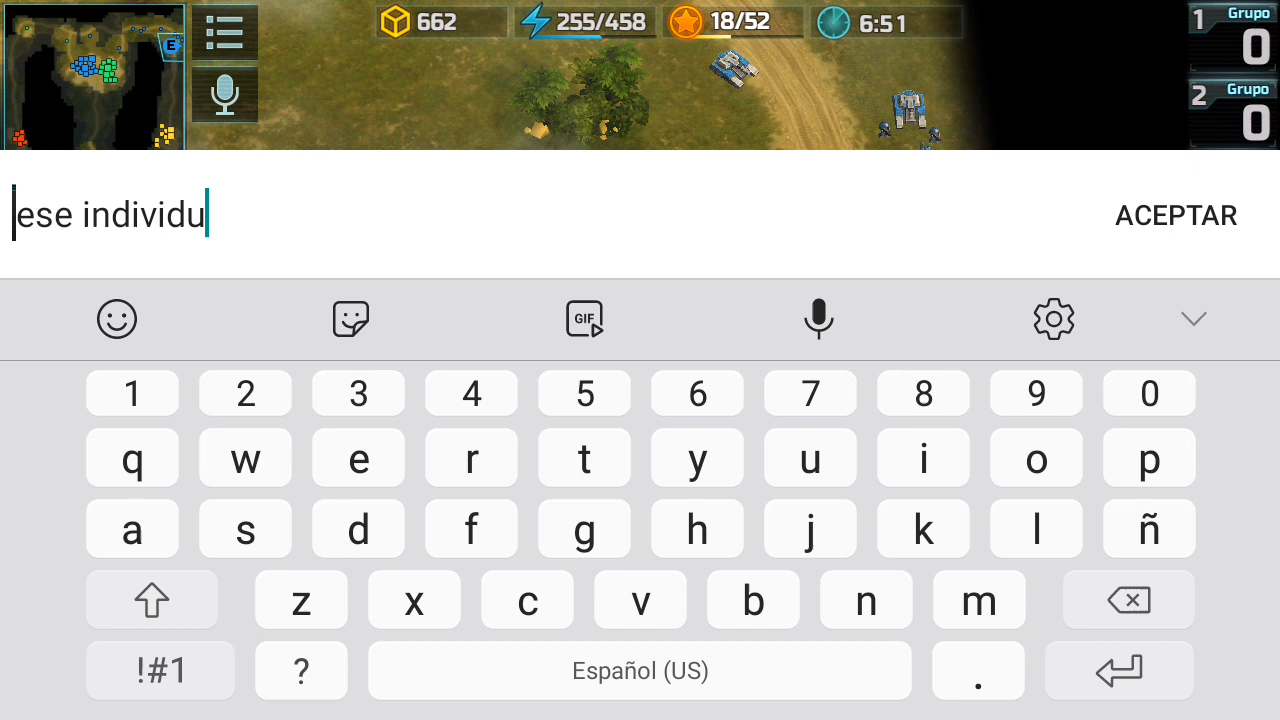 662
255/458
18/52
6:51
1 Grupo
0
2 Grupo
0
E
ese individu
ACEPTAR
GIF
1 2 3 4 5 6 7 8 9 0
q w e r t y u i o p
a s d f g h j k l ñ
z x c v b n m
!#1 ? Español (US) .